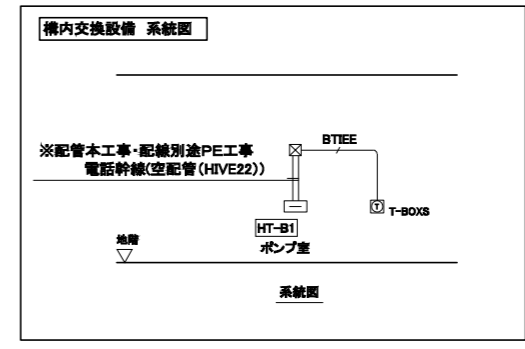 構内交換設備 系統図
※配管本工事・配線別途PE工事
電話幹線(空配管(HIVE22))
BTIEE
T
T-BOXS
HT-B1
ポンプ室
地階
系統図